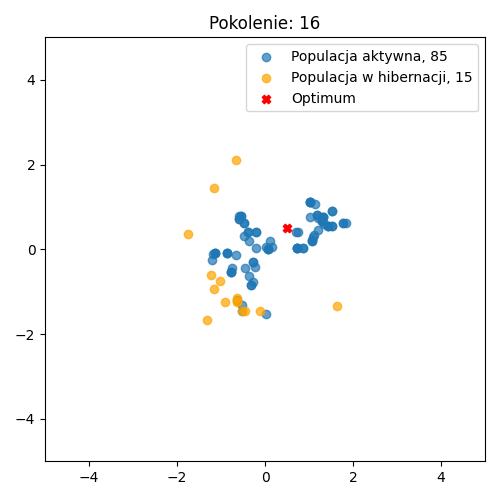 Pokolenie: 16
Populacja aktywna, 85
Populacja w hibernacji, 15
Optimum
4
2
0
−2
−4
−4
−2
0
2
4